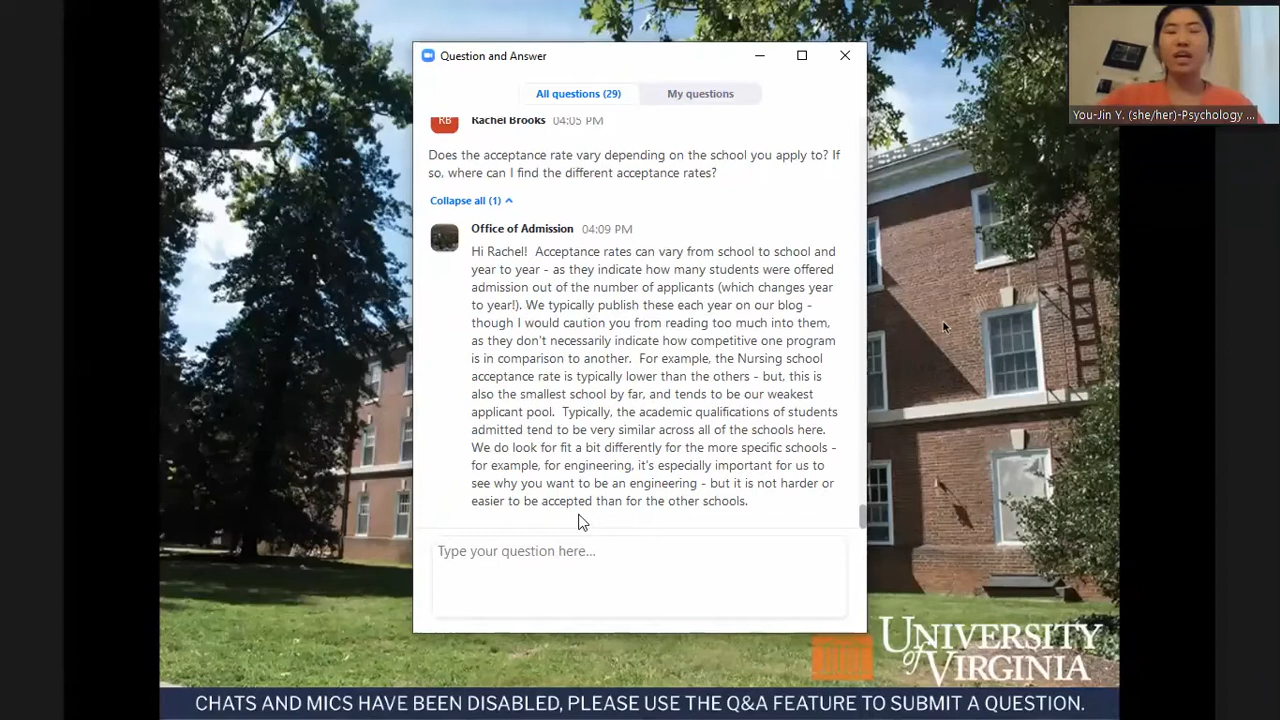 Question and Answer
All questions (29)
My questions
You-Jin Y. (she/her)-Psychology ...
RB
Rachel Brooks 04:05 PM
Does the acceptance rate vary depending on the school you apply to? If
so, where can I find the different acceptance rates?
Collapse all (1)
Office of Admission 04:09 PM
Hi Rachel! Acceptance rates can vary from school to school and
year to year - as they indicate how many students were offered
admission out of the number of applicants (which changes year
to year!). We typically publish these each year on our blog -
though I would caution you from reading too much into them,
as they don't necessarily indicate how competitive one program
is in comparison to another. For example, the Nursing school
acceptance rate is typically lower than the others - but, this is
also the smallest school by far, and tends to be our weakest
applicant pool. Typically, the academic qualifications of students
admitted tend to be very similar across all of the schools here.
We do look for fit a bit differently for the more specific schools -
for example, for engineering, it's especially important for us to
see why you want to be an engineering - but it is not harder or
easier to be accepted than for the other schools.
Type your question here...
UNIVERSITY
of VIRGINIA
CHATS AND MICS HAVE BEEN DISABLED, PLEASE USE THE Q&A FEATURE TO SUBMIT A QUESTION.